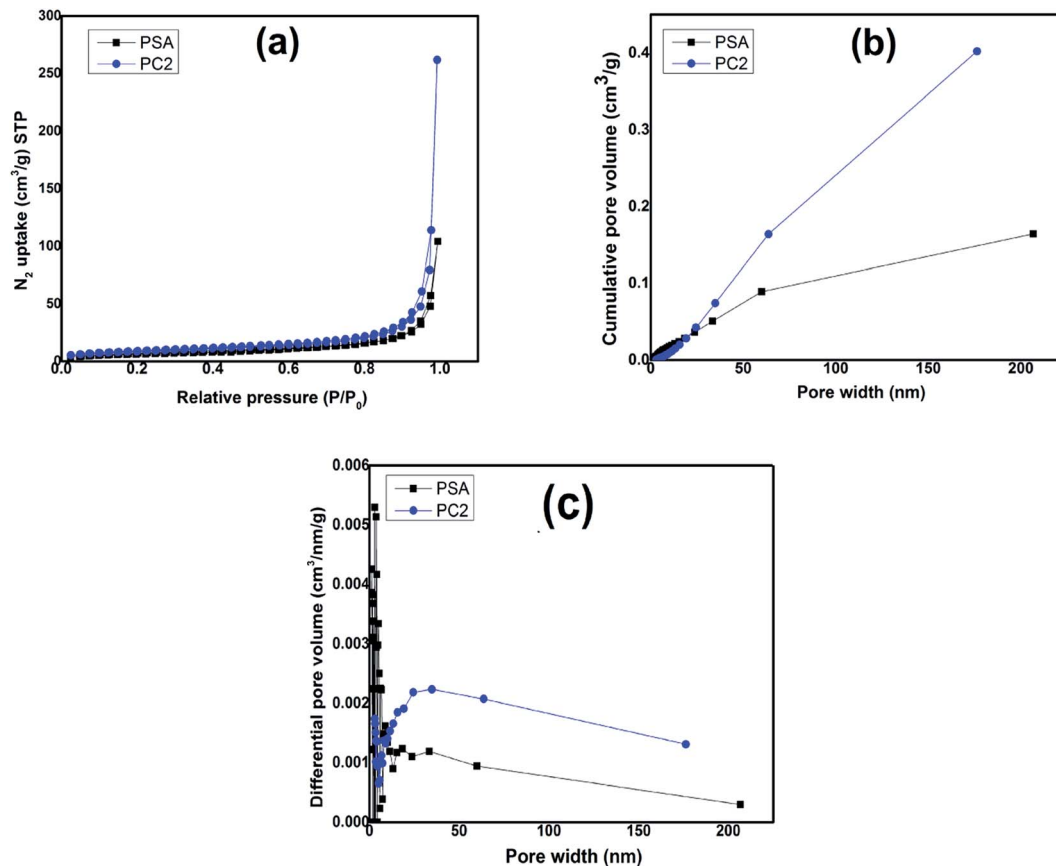 (a)
PSA
PC2
300
250
200
150
100
50
0
0.0 0.2 0.4 0.6 0.8 1.0
N₂ uptake (cm³/g) STP
Relative pressure (P/P₀)
(b)
PSA
PC2
0.4
0.3
0.2
0.1
0.0
0 50 100 150 200
Cumulative pore volume (cm³/g)
Pore width (nm)
(c)
PSA
PC2
0.006
0.005
0.004
0.003
0.002
0.001
0.000
0 50 100 150 200
Differential pore volume (cm³/nm/g)
Pore width (nm)